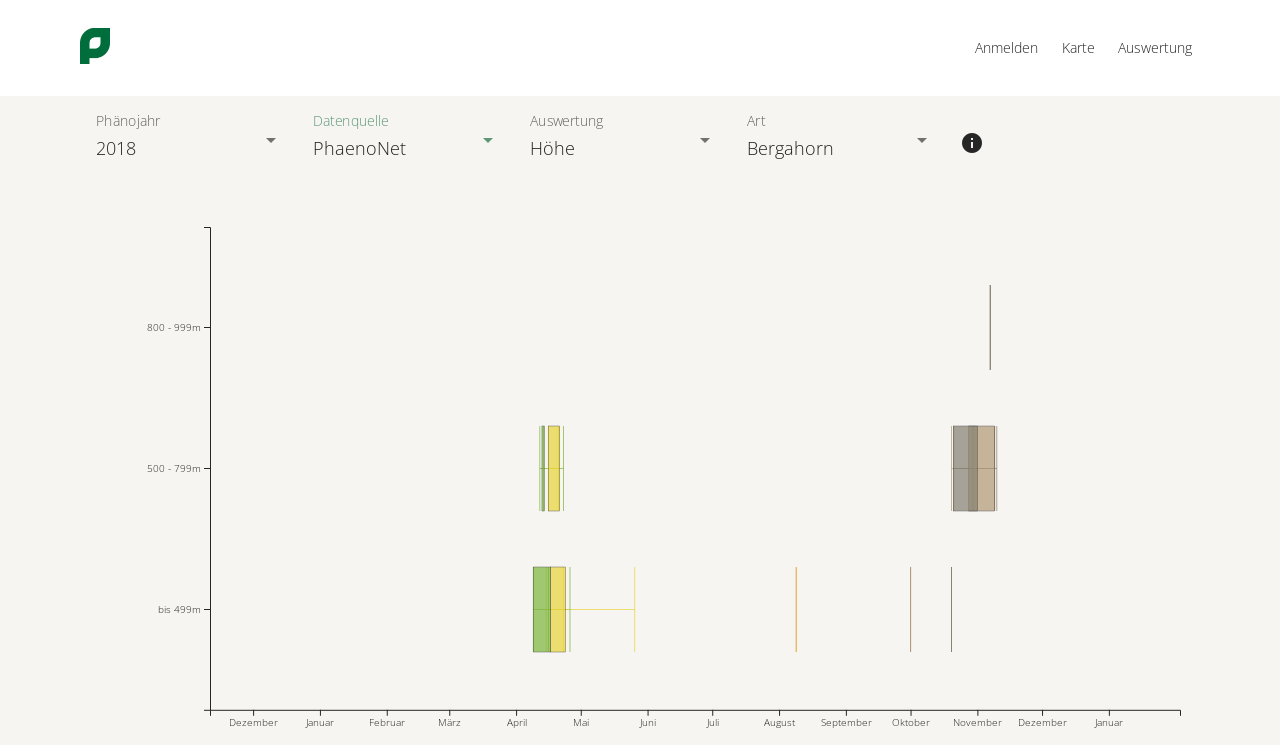 Anmelden Karte Auswertung
Phänojahr Datenquelle Auswertung Art
2018 PhaenoNet Höhe Bergahorn
800 - 999m
500 - 799m
bis 499m
Dezember Januar Februar März April Mai Juni Juli August September Oktober November Dezember Januar